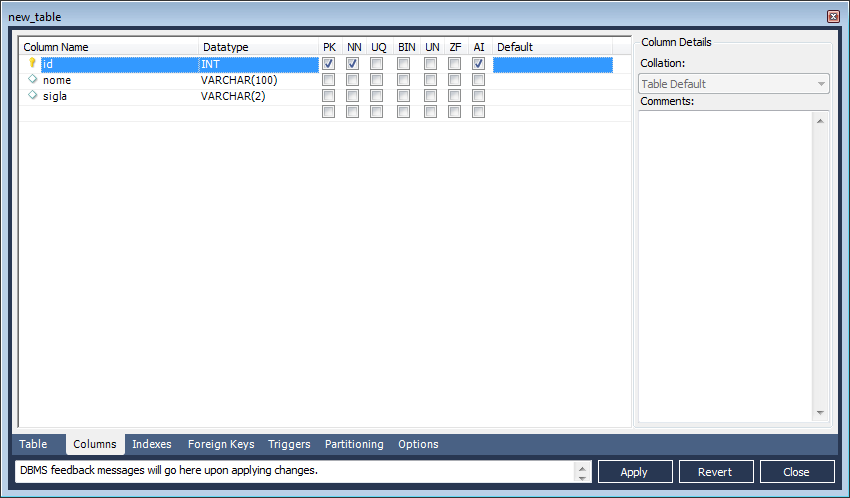 new_table
Column Name Datatype PK NN UQ BIN UN ZF AI Default
id INT
nome VARCHAR(100)
sigla VARCHAR(2)
Column Details
Collation:
Table Default
Comments:
Table Columns Indexes Foreign Keys Triggers Partitioning Options
DBMS feedback messages will go here upon applying changes.
Apply Revert Close